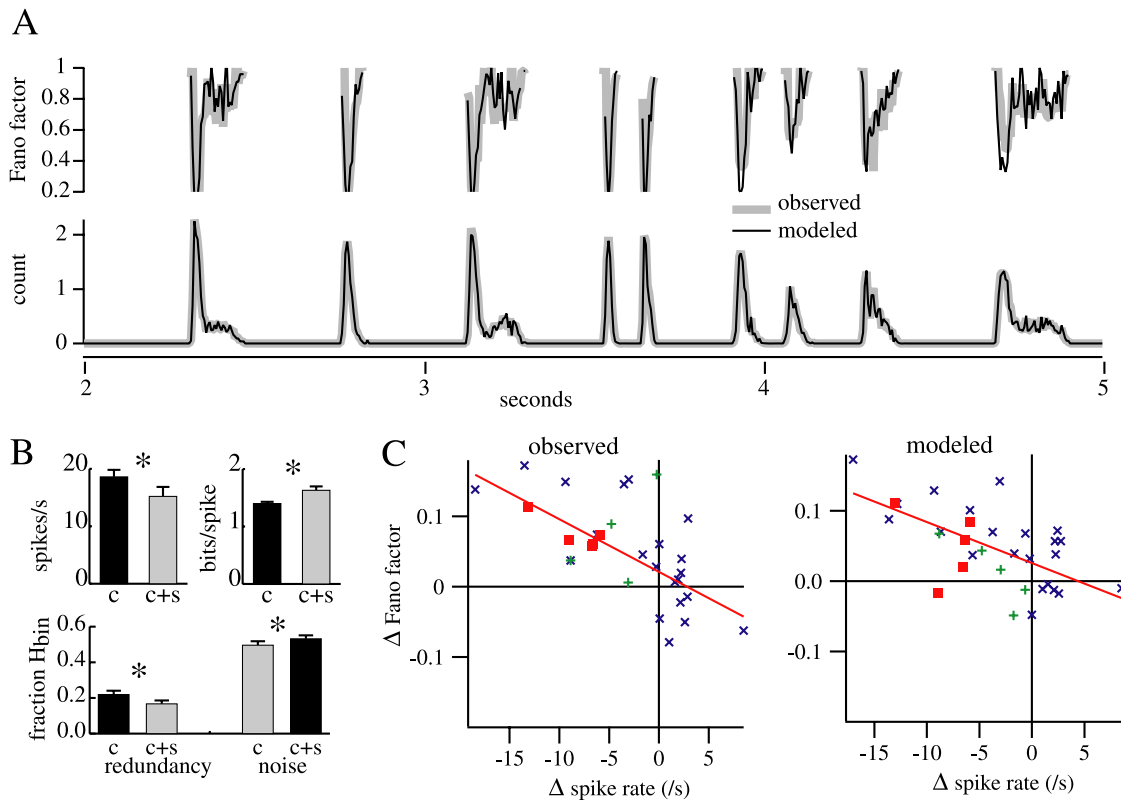 A
Fano factor
1
0.8
0.6
0.4
0.2
observed
modeled
count
2
1
0
2
3
4
5
seconds
B
spikes/s
20
10
0
*
c
c+s
bits/spike
2
1
0
*
c
c+s
fraction Hbin
0.6
0.4
0.2
0.0
*
*
c
c+s
c
c+s
redundancy
noise
C
observed
modeled
Δ Fano factor
0.1
0
-0.1
0.1
0
-0.1
-15
-10
-5
0
5
-15
-10
-5
0
5
Δ spike rate (/s)
Δ spike rate (/s)